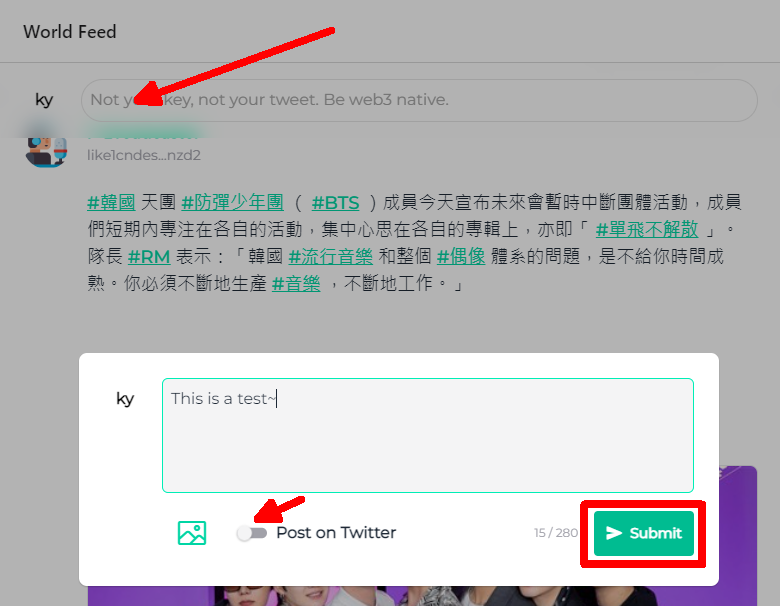 World Feed
ky
Not y key, not your tweet. Be web3 native.
like1cndes...nzd2
#韓國 天團 #防彈少年團 ( #BTS ) 成員今天宣布未來會暫時中斷團體活動，成員
們短期內專注在各自的活動，集中心思在各自的專輯上，亦即「 #單飛不解散 」。
隊長 #RM 表示：「韓國 #流行音樂 和整個 #偶像 體系的問題，是不給你時間成
熟。你必須不斷地生產 #音樂 ，不斷地工作。」
ky
This is a test~
Post on Twitter
15 / 280
Submit